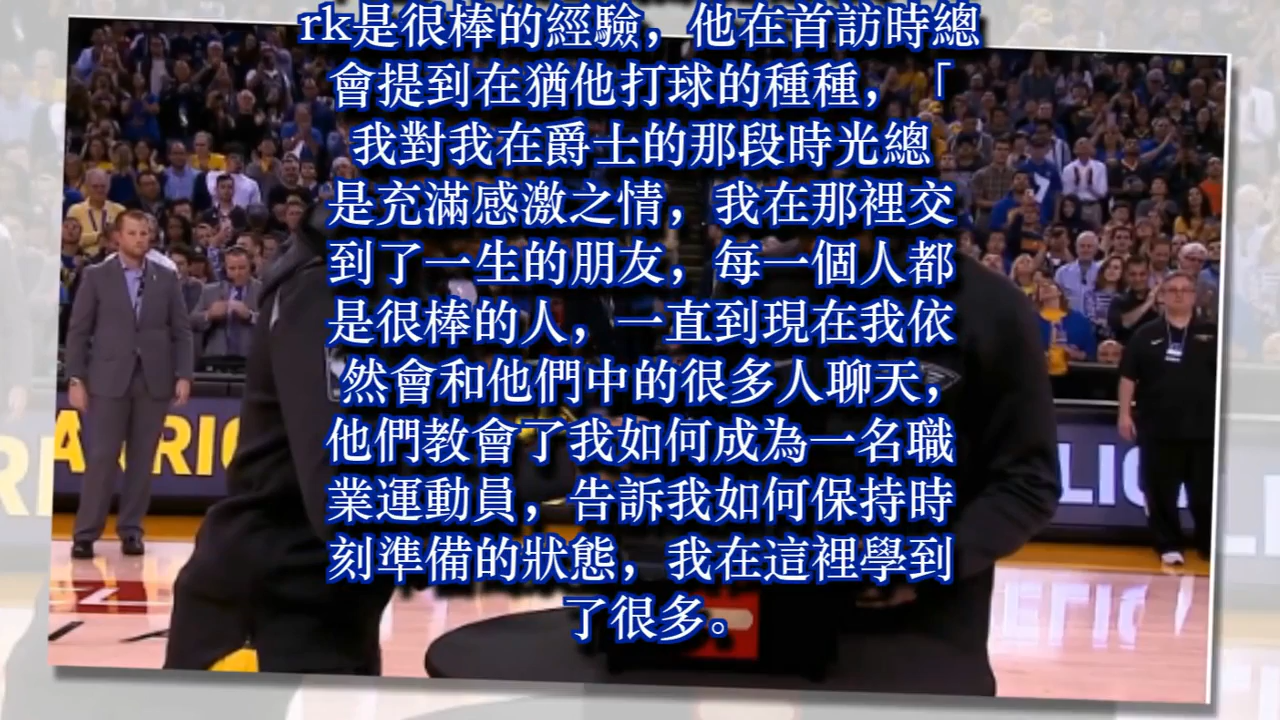 rk是很棒的經驗，他在首訪時總
會提到在猶他打球的種種，「
我對我在爵士的那段時光總
是充滿感激之情，我在那裡交
到了一生的朋友，每一個人都
是很棒的人，一直到現在我依
然會和他們中的很多人聊天，
他們教會了我如何成為一名職
業運動員，告訴我如何保持時
刻準備的狀態，我在這裡學到
了很多。